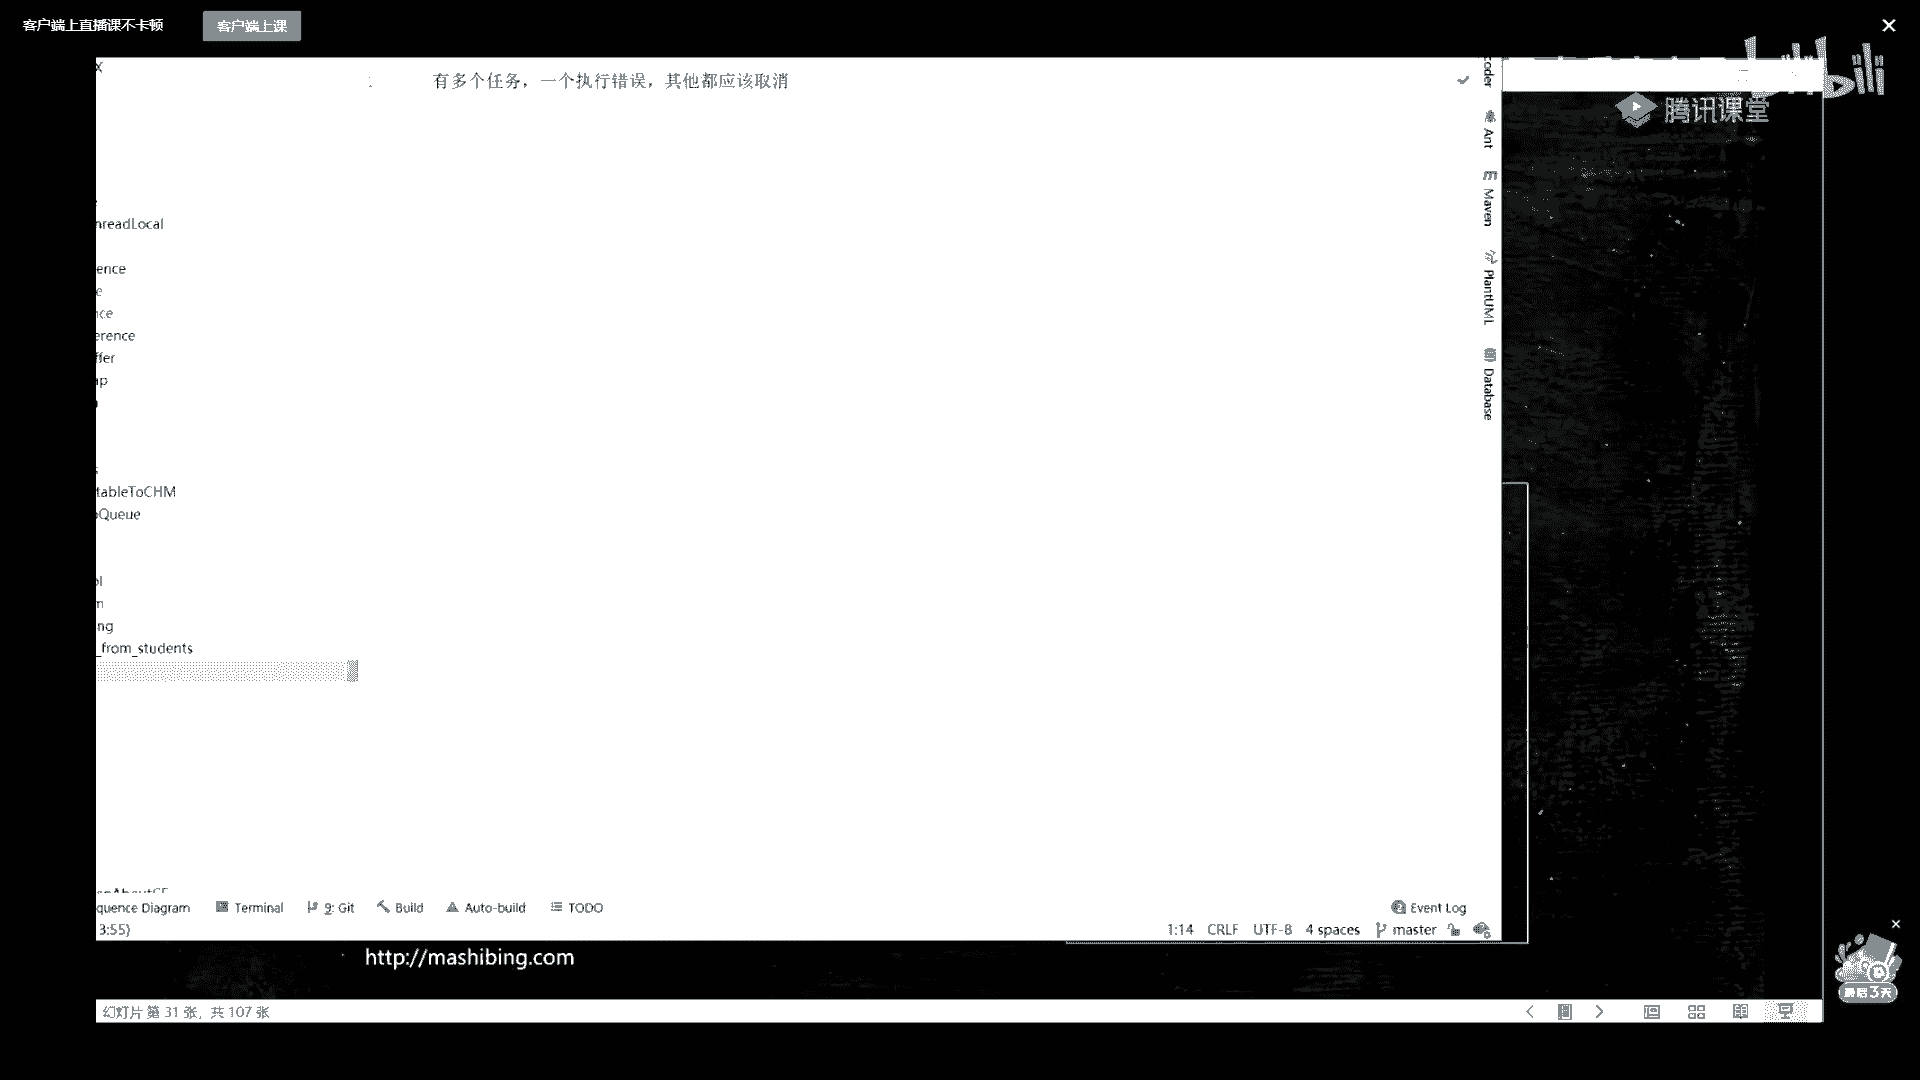 客户端上直播课不卡顿
客户端上课
bilibili
腾讯课堂
有多个任务，一个执行错误，其他都应该取消
Ant
Maven
PlantUML
Database
hreadLocal
ence
e
nce
erence
ffer
ap
tableToCHM
oQueue
ol
m
ng
_from_students
quence Diagram
Terminal
9: Git
Build
Auto-build
TODO
Event Log
3:55)
1:14
CRLF
UTF-8
4 spaces
master
http://mashibing.com
幻灯片 第 31 张，共 107 张